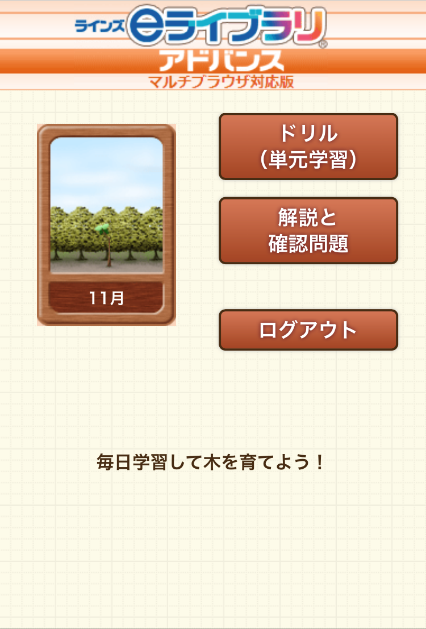 ラインズeライブラリ®
アドバンス
マルチブラウザ対応版
ドリル
（単元学習）
解説と
確認問題
11月
ログアウト
毎日学習して木を育てよう！